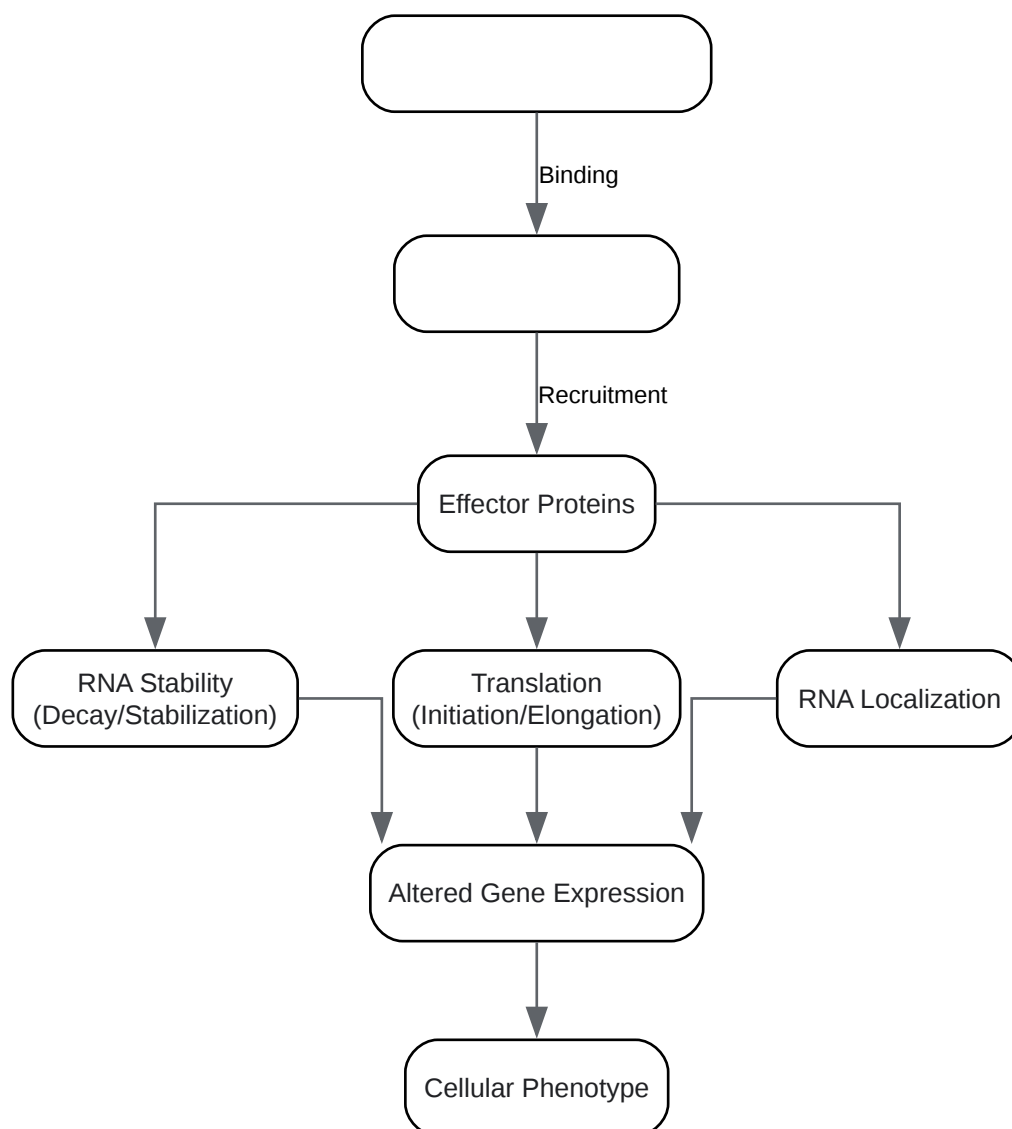 Binding
Recruitment
Effector Proteins
RNA Stability
(Decay/Stabilization)
Translation
(Initiation/Elongation)
RNA Localization
Altered Gene Expression
Cellular Phenotype